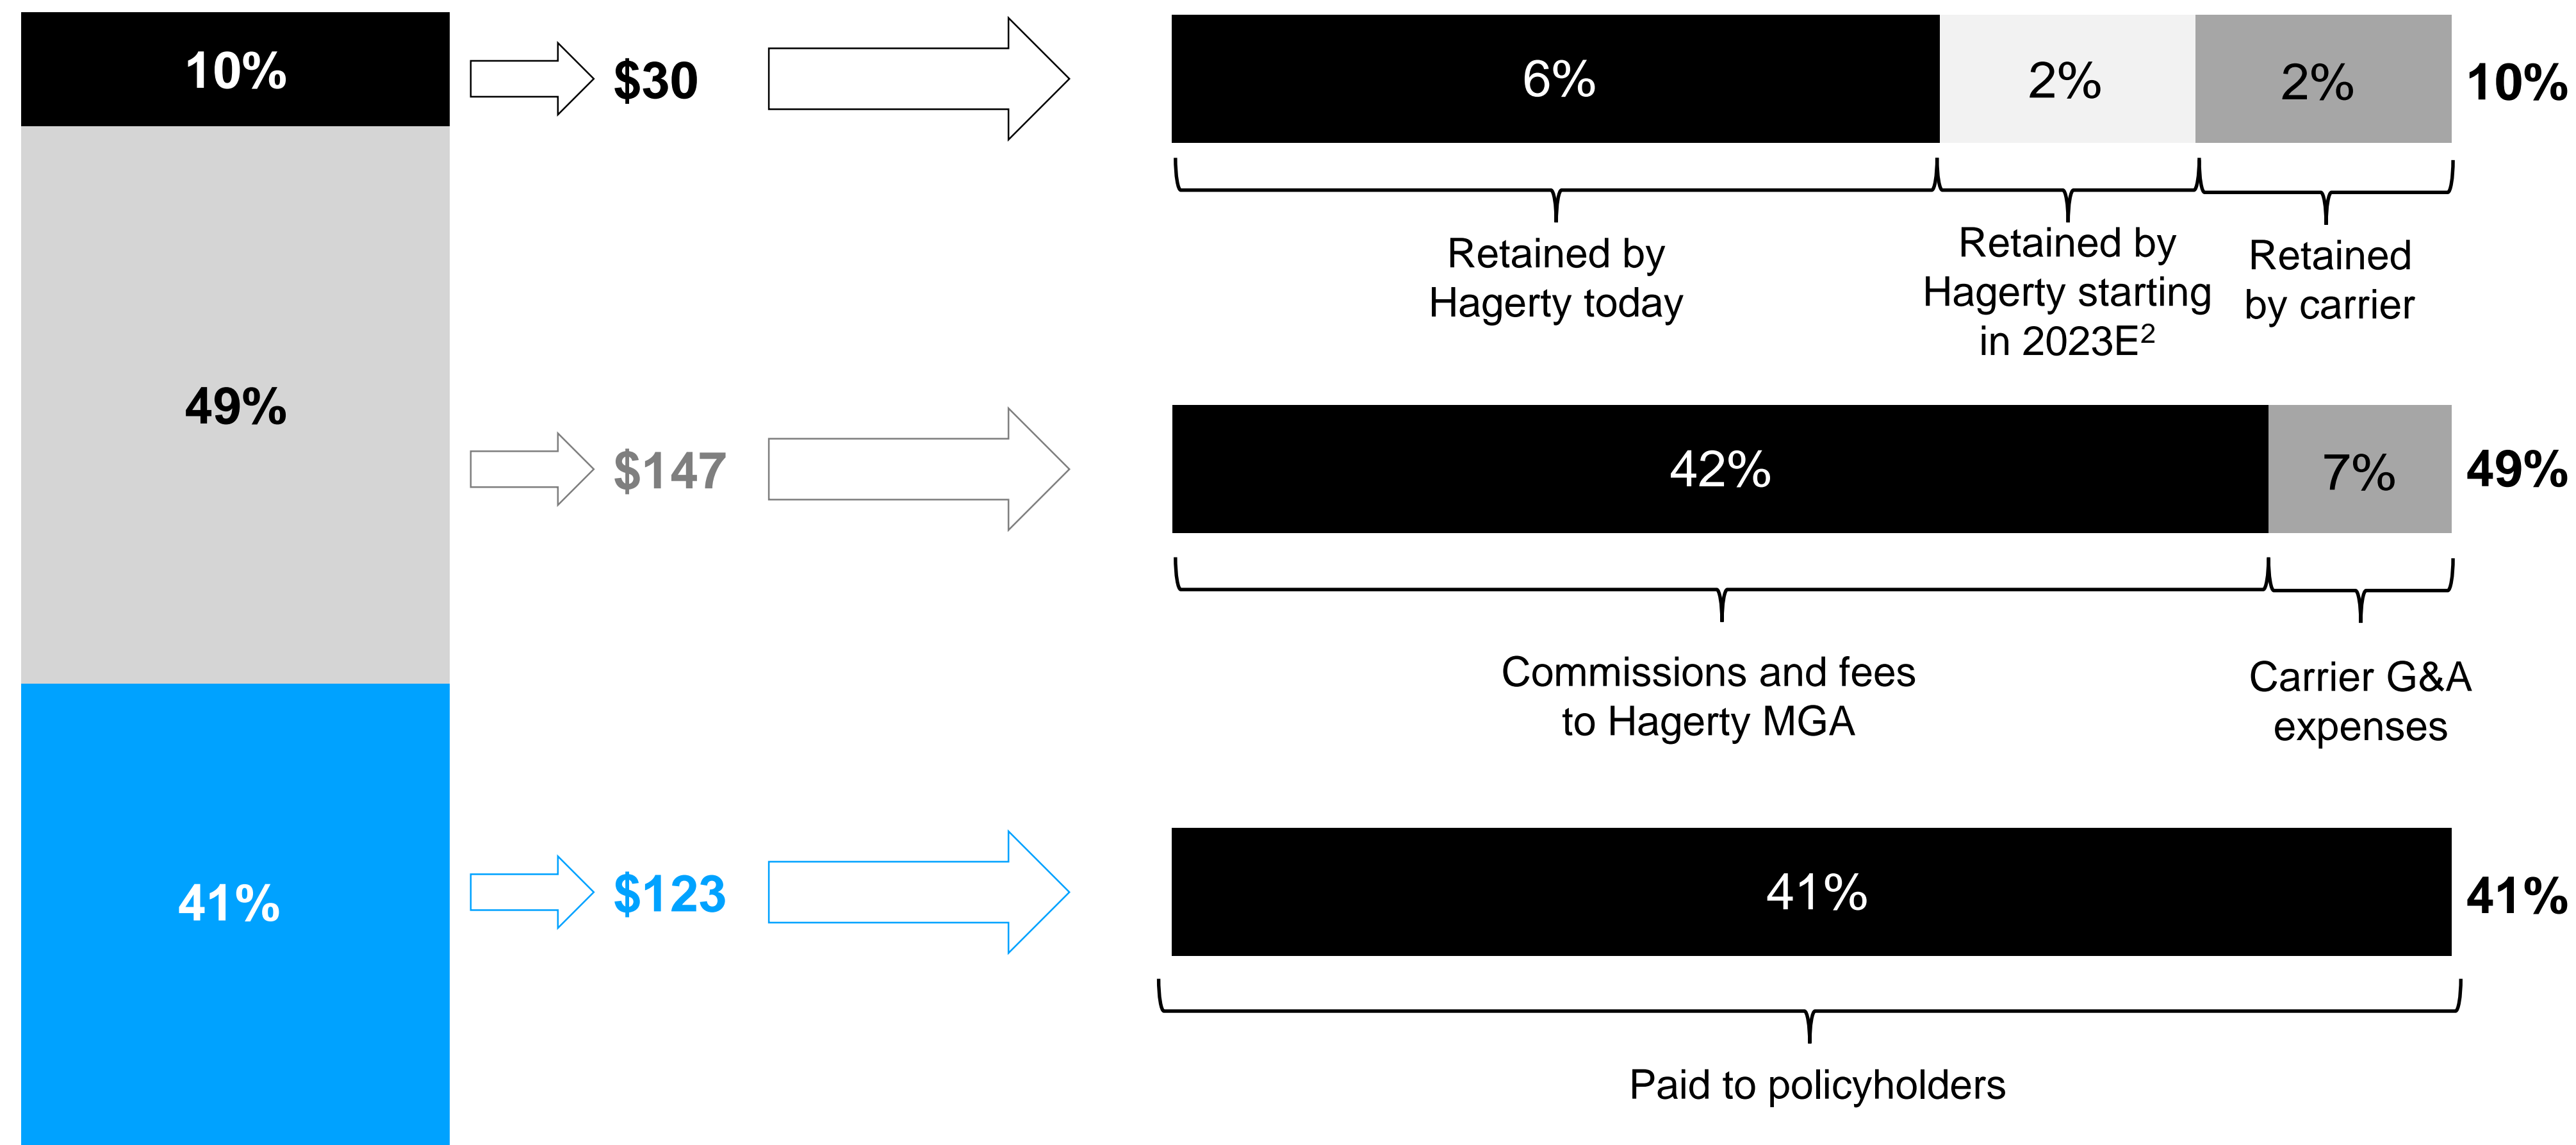 10%
$30
6%
2%
2%
10%
Retained by
Hagerty today
Retained by
Hagerty starting
in 2023E²
Retained
by carrier
49%
$147
42%
7%
49%
Commissions and fees
to Hagerty MGA
Carrier G&A
expenses
41%
$123
41%
41%
Paid to policyholders